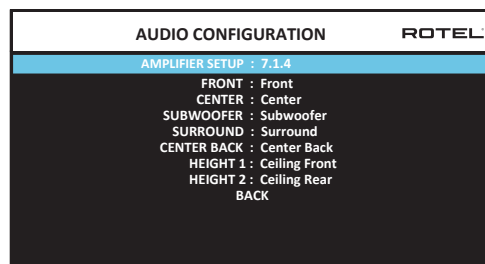 AUDIO CONFIGURATION ROTEL
AMPLIFIER SETUP : 7.1.4
FRONT : Front
CENTER : Center
SUBWOOFER : Subwoofer
SURROUND : Surround
CENTER BACK : Center Back
HEIGHT 1 : Ceiling Front
HEIGHT 2 : Ceiling Rear
BACK